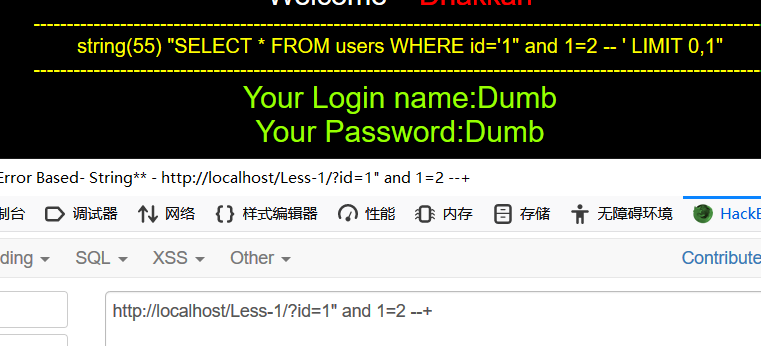 Welcome Dhakkan
string(55) "SELECT * FROM users WHERE id='1" and 1=2 -- ' LIMIT 0,1"
Your Login name:Dumb
Your Password:Dumb
Error Based- String** - http://localhost/Less-1/?id=1" and 1=2 --+
制台 调试器 网络 样式编辑器 性能 内存 存储 无障碍环境 HackB
ding SQL XSS Other Contribute
http://localhost/Less-1/?id=1" and 1=2 --+